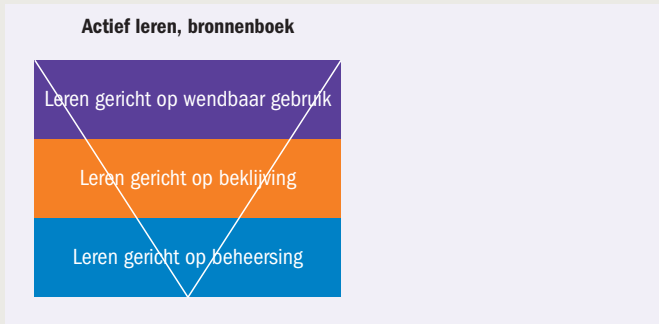 Actief leren, bronnenboek
Leren gericht op wendbaar gebruik
Leren gericht op beklijving
Leren gericht op beheersing